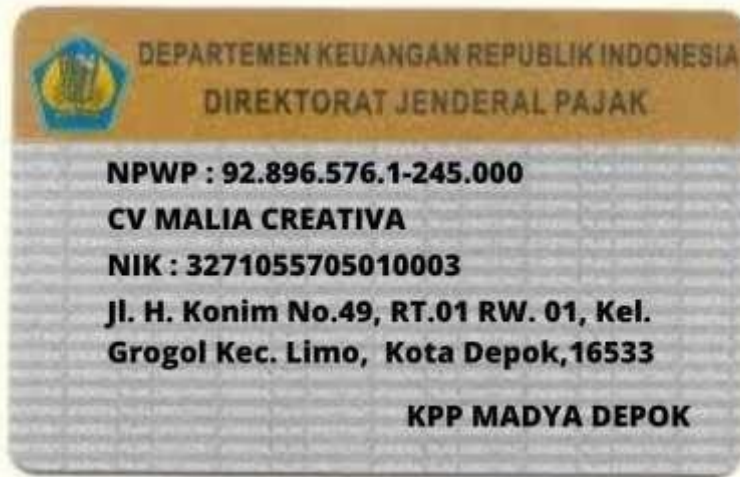 DEPARTEMEN KEUANGAN REPUBLIK INDONESIA
DIREKTORAT JENDERAL PAJAK
NPWP : 92.896.576.1-245.000
CV MALIA CREATIVA
NIK : 3271055705010003
Jl. H. Konim No.49, RT.01 RW. 01, Kel.
Grogol Kec. Limo, Kota Depok,16533
KPP MADYA DEPOK